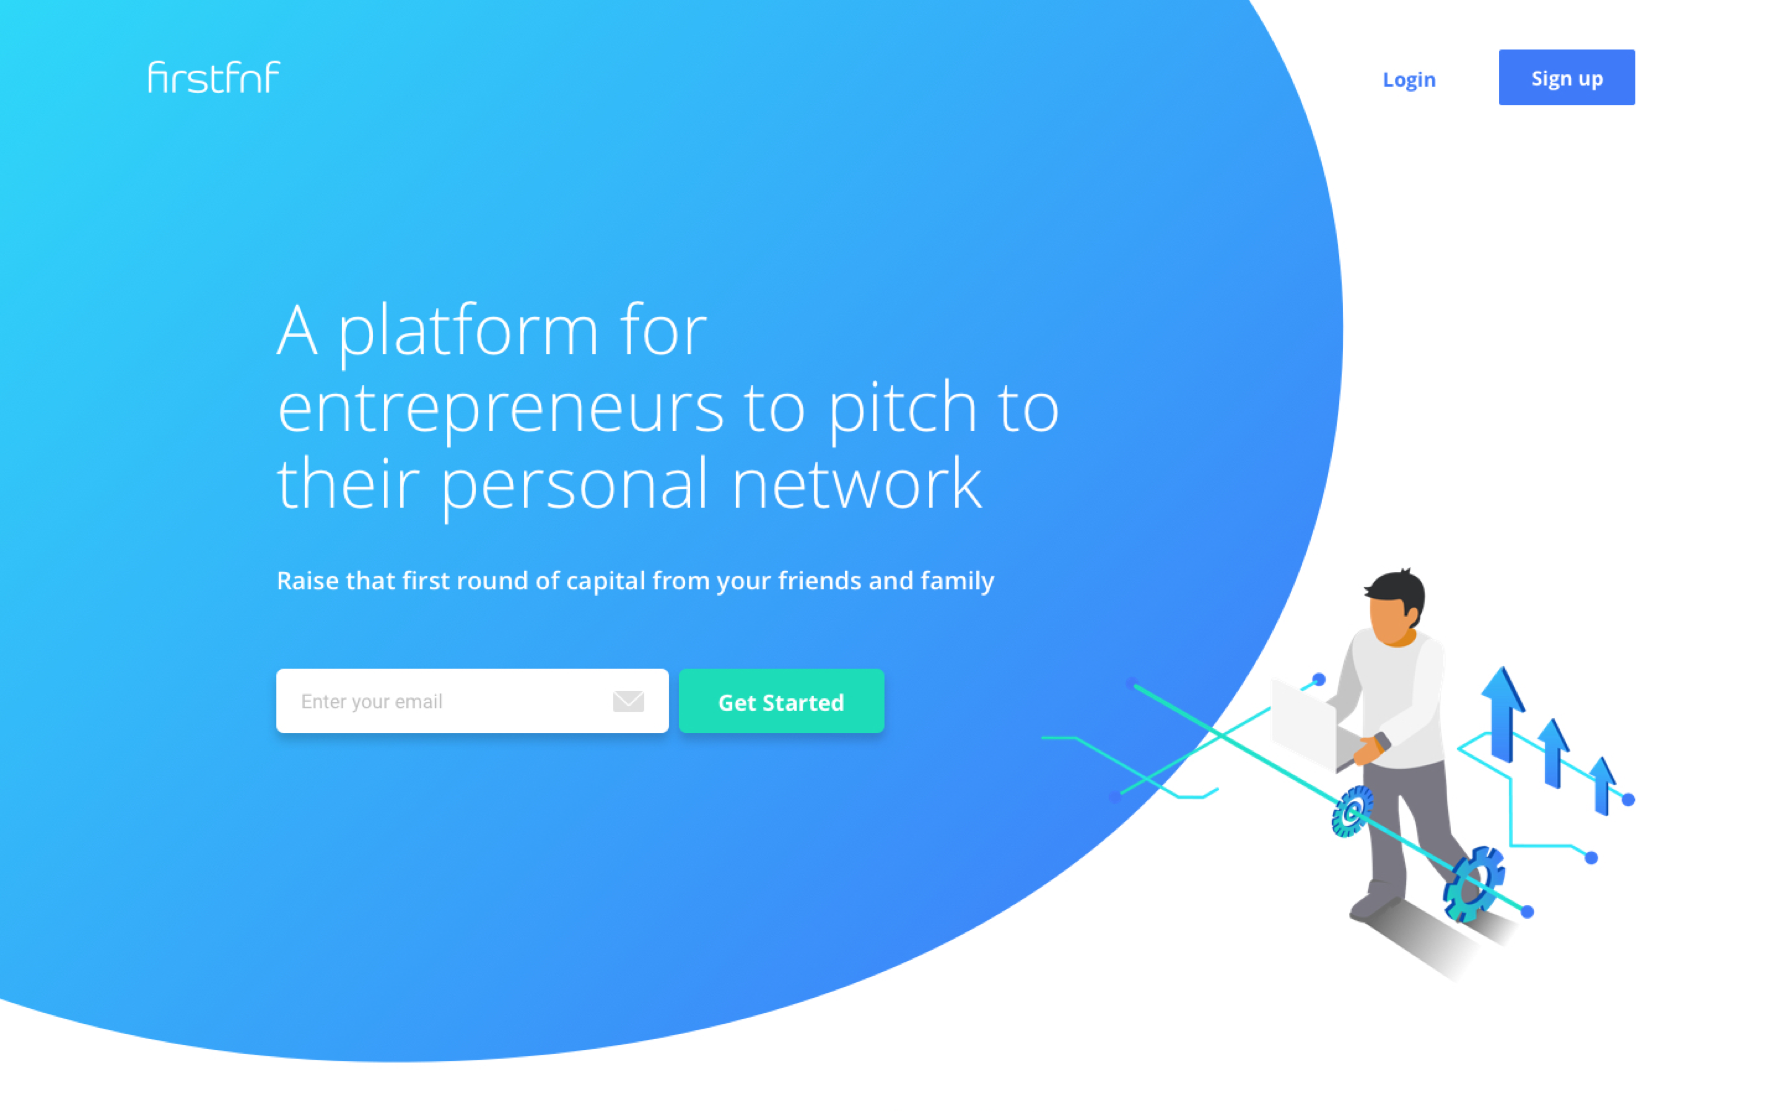 firstfnf
Login
Sign up
A platform for
entrepreneurs to pitch to
their personal network
Raise that first round of capital from your friends and family
Enter your email
Get Started